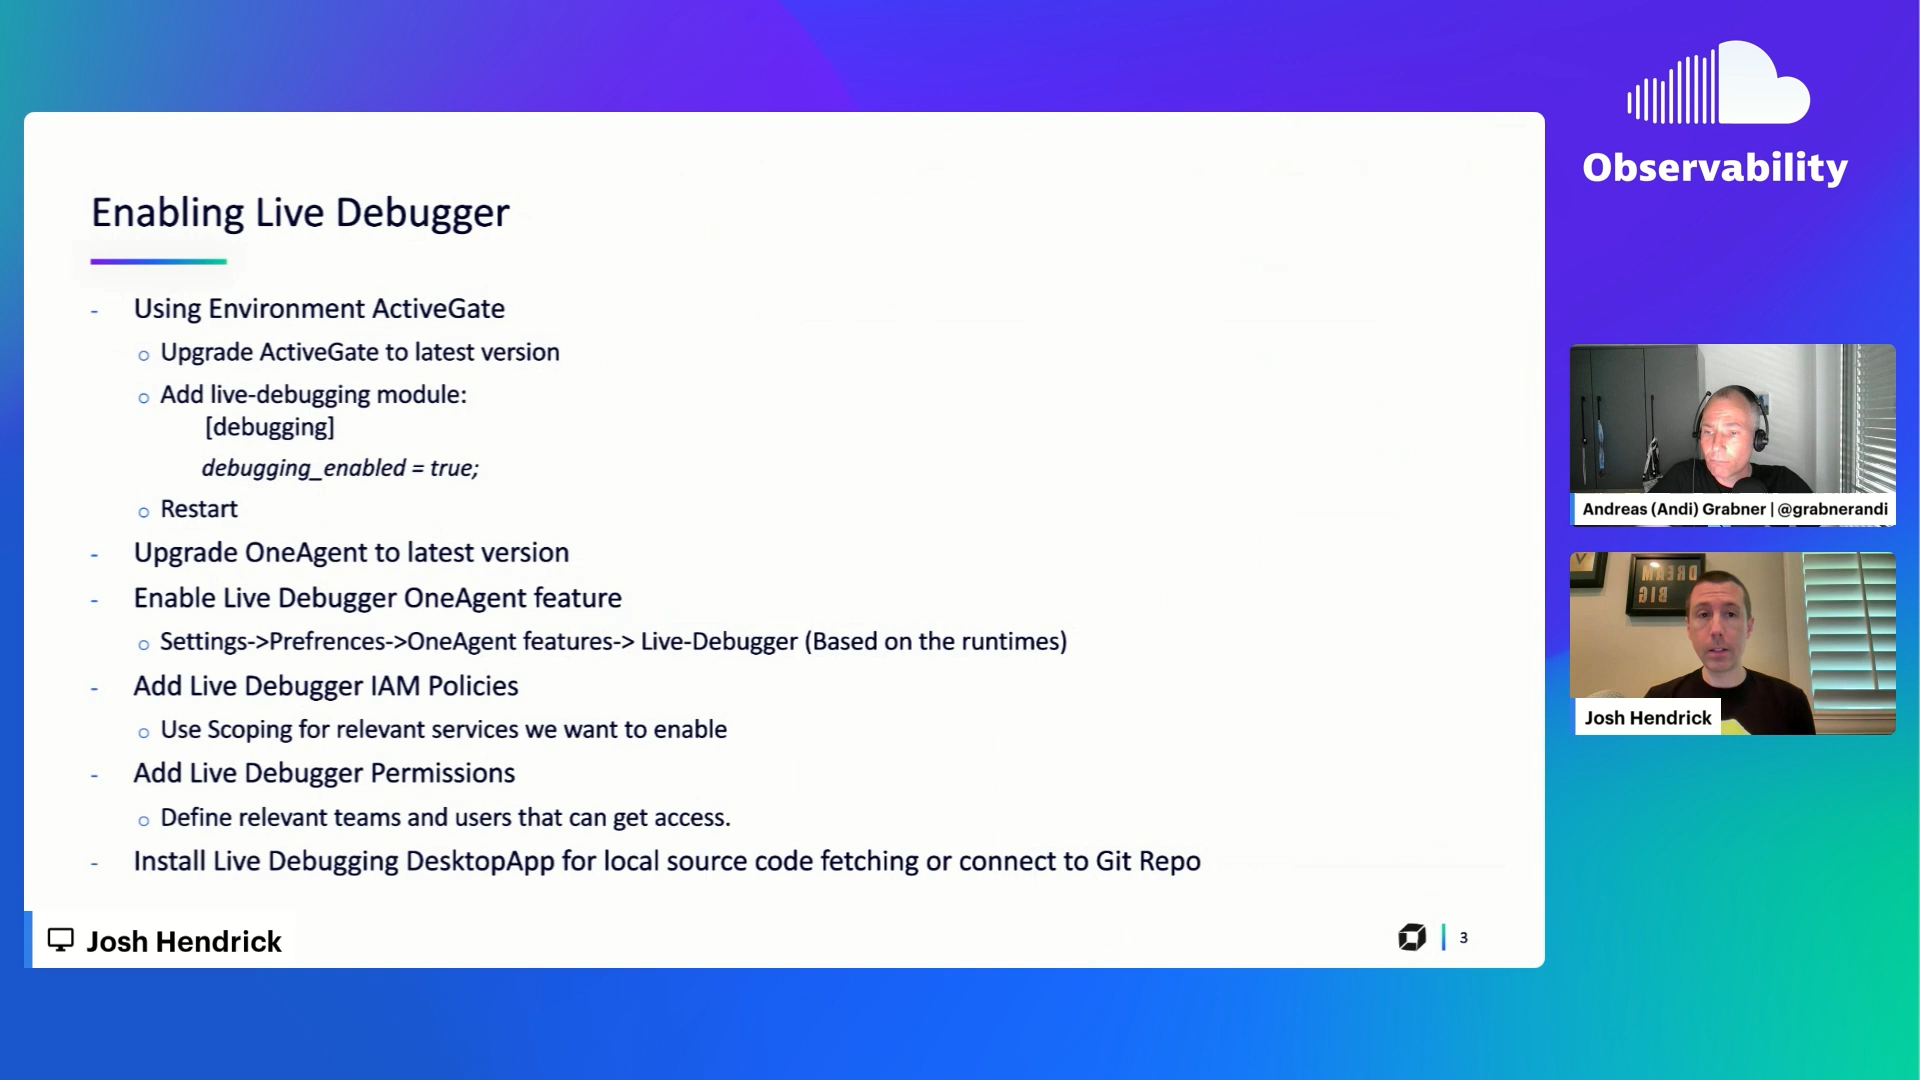 Observability
Enabling Live Debugger
- Using Environment ActiveGate
o Upgrade ActiveGate to latest version
o Add live-debugging module:
[debugging]
debugging_enabled = true;
o Restart
- Upgrade OneAgent to latest version
- Enable Live Debugger OneAgent feature
o Settings->Prefrences->OneAgent features-> Live-Debugger (Based on the runtimes)
- Add Live Debugger IAM Policies
o Use Scoping for relevant services we want to enable
- Add Live Debugger Permissions
o Define relevant teams and users that can get access.
- Install Live Debugging DesktopApp for local source code fetching or connect to Git Repo
Josh Hendrick
3
Andreas (Andi) Grabner | @grabnerandi
DREAM
BIG
Josh Hendrick